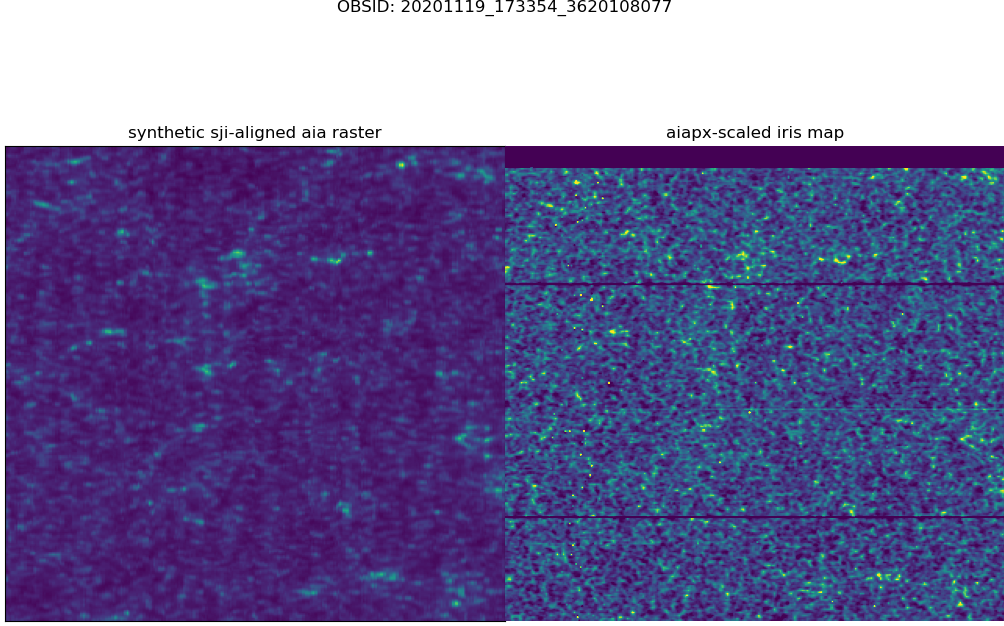 OBSID: 20201119_173354_3620108077
synthetic sji-aligned aia raster
aiapx-scaled iris map